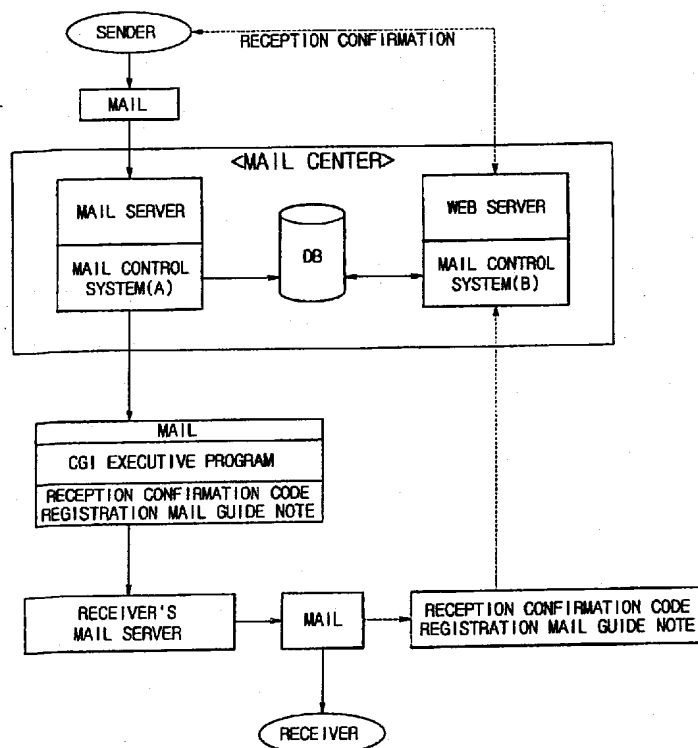 SENDER
RECEPTION CONFIRMATION
MAIL
<MAIL CENTER>
MAIL SERVER
MAIL CONTROL
SYSTEM(A)
DB
WEB SERVER
MAIL CONTROL
SYSTEM(B)
MAIL
CGI EXECUTIVE PROGRAM
RECEPTION CONFIRMATION CODE
REGISTRATION MAIL GUIDE NOTE
RECEIVER'S
MAIL SERVER
MAIL
RECEPTION CONFIRMATION CODE
REGISTRATION MAIL GUIDE NOTE
RECEIVER